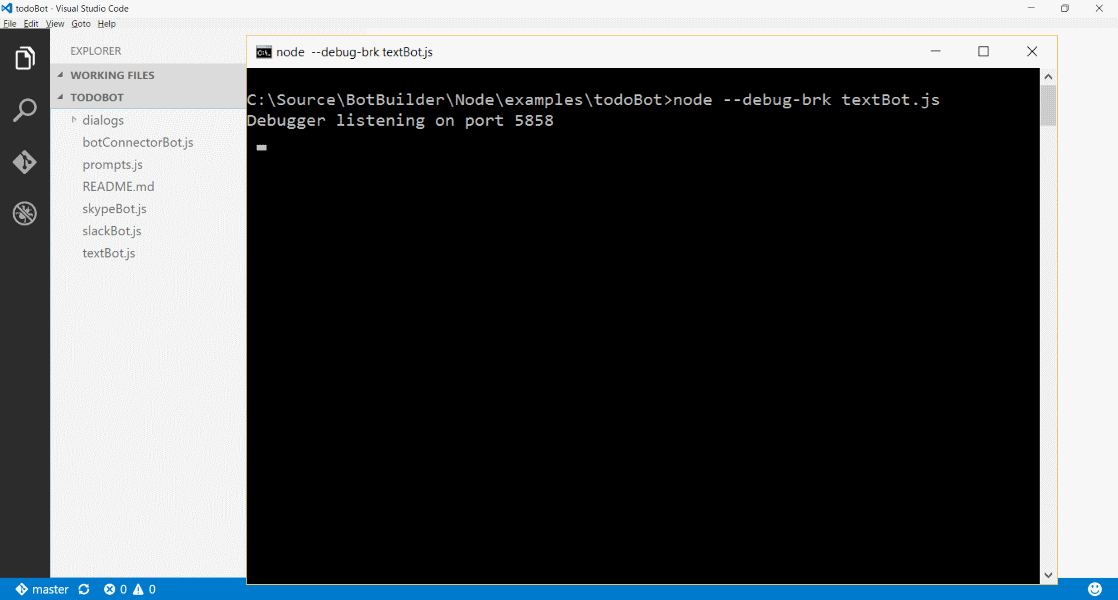 todoBot - Visual Studio Code
File Edit View Goto Help
EXPLORER
WORKING FILES
TODOBOT
dialogs
botConnectorBot.js
prompts.js
README.md
skypeBot.js
slackBot.js
textBot.js
node --debug-brk textBot.js
C:\Source\BotBuilder\Node\examples\todoBot>node --debug-brk textBot.js
Debugger listening on port 5858
master 0 0